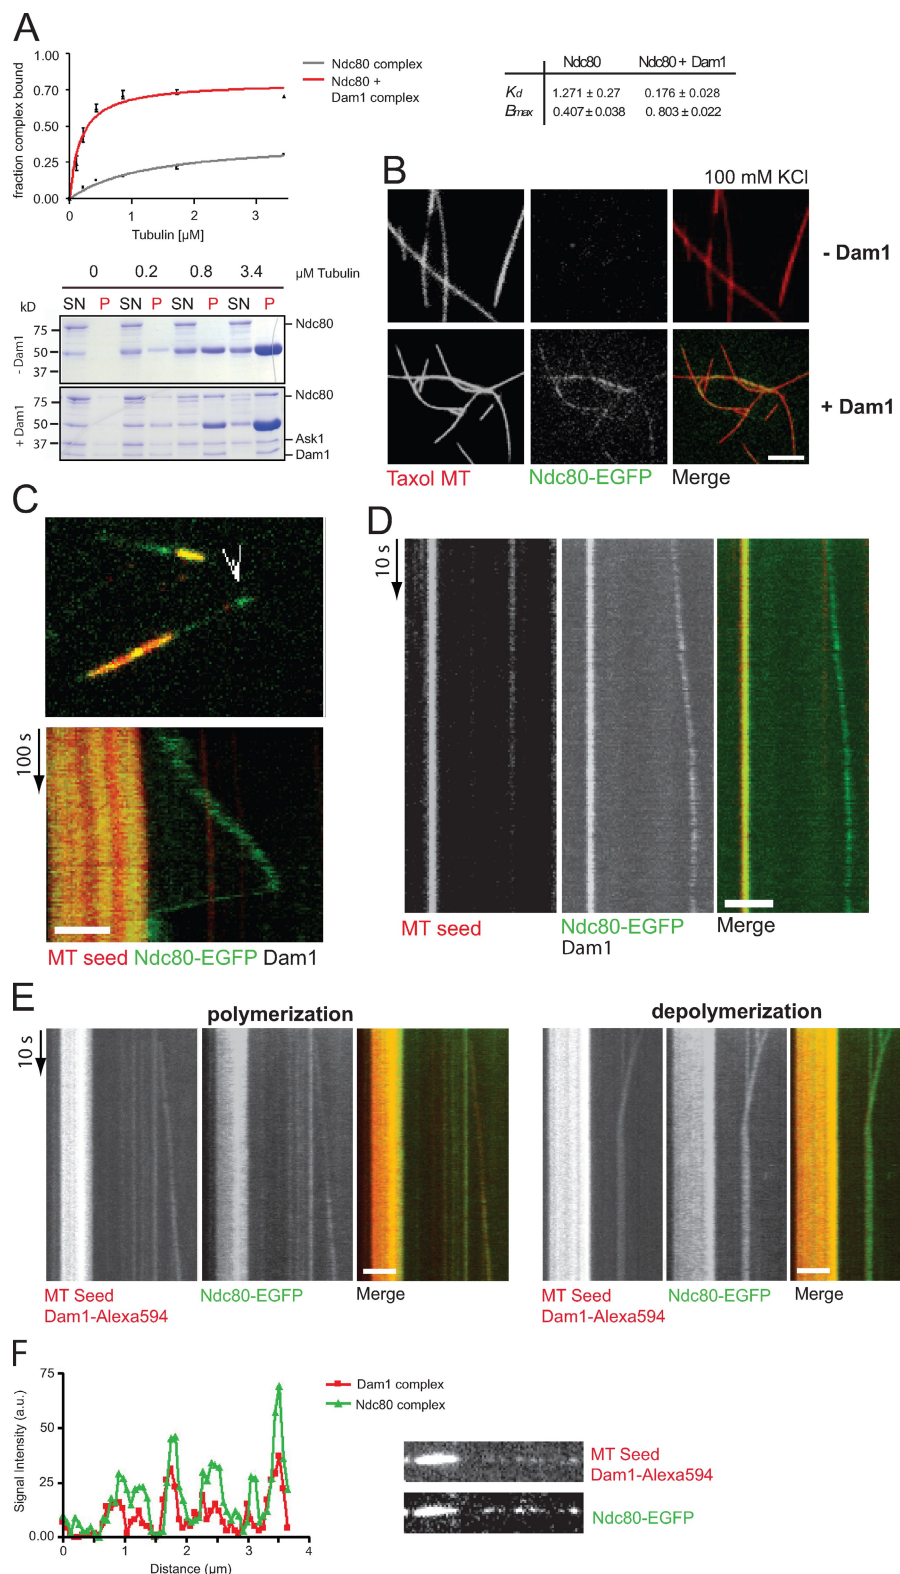 A
1.00
0.70
0.50
0.25
0.00
fraction complex bound
0 1 2 3
Tubulin [µM]
Ndc80 complex
Ndc80 +
Dam1 complex
Ndc80 Ndc80 + Dam1
Kd 1.271 ± 0.27 0.176 ± 0.028
Bmax 0.407 ± 0.038 0. 803 ± 0.022
0 0.2 0.8 3.4 µM Tubulin
kD SN P SN P SN P SN P
- Dam1
75
50
37
Ndc80
+ Dam1
75
50
37
Ndc80
Ask1
Dam1
B
100 mM KCl
- Dam1
+ Dam1
Taxol MT Ndc80-EGFP Merge
C
100 s
MT seed Ndc80-EGFP Dam1
D
10 s
MT seed Ndc80-EGFP Merge
Dam1
E
polymerization depolymerization
10 s
MT Seed Ndc80-EGFP Merge
Dam1-Alexa594
MT Seed Ndc80-EGFP Merge
Dam1-Alexa594
F
75
50
25
0.00
Signal Intensity (a.u.)
0 1 2 3 4
Distance (µm)
Dam1 complex
Ndc80 complex
MT Seed
Dam1-Alexa594
Ndc80-EGFP